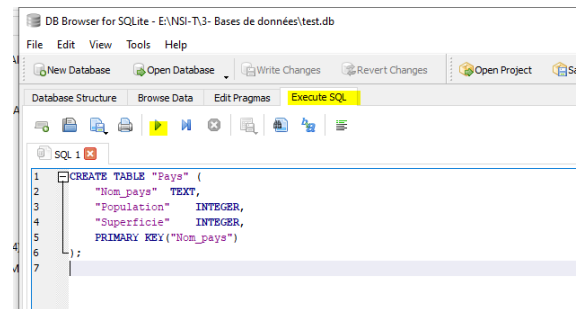 DB Browser for SQLite - E:\NSI-T\3- Bases de données\test.db
File Edit View Tools Help
New Database Open Database Write Changes Revert Changes Open Project
Database Structure Browse Data Edit Pragmas Execute SQL
SQL 1
1 CREATE TABLE "Pays" (
2 "Nom_pays" TEXT,
3 "Population" INTEGER,
4 "Superficie" INTEGER,
5 PRIMARY KEY("Nom_pays")
6 );
7